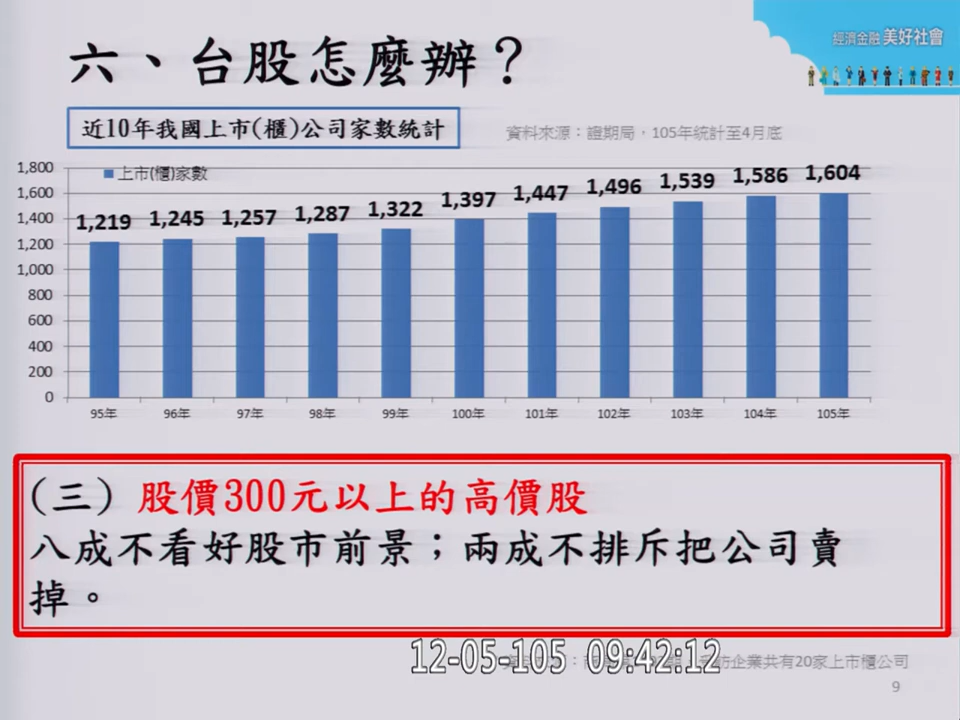 經濟金融 美好社會
六、台股怎麼辦？
近10年我國上市(櫃)公司家數統計
資料來源：證期局，105年統計至4月底
上市(櫃)家數
1,800
1,600
1,400
1,200
1,000
800
600
400
200
0
1,219 1,245 1,257 1,287 1,322 1,397 1,447 1,496 1,539 1,586 1,604
95年 96年 97年 98年 99年 100年 101年 102年 103年 104年 105年
(三) 股價300元以上的高價股
八成不看好股市前景；兩成不排斥把公司賣
掉。
12-05-105 09:42:12
訪企業共有20家上市櫃公司
9